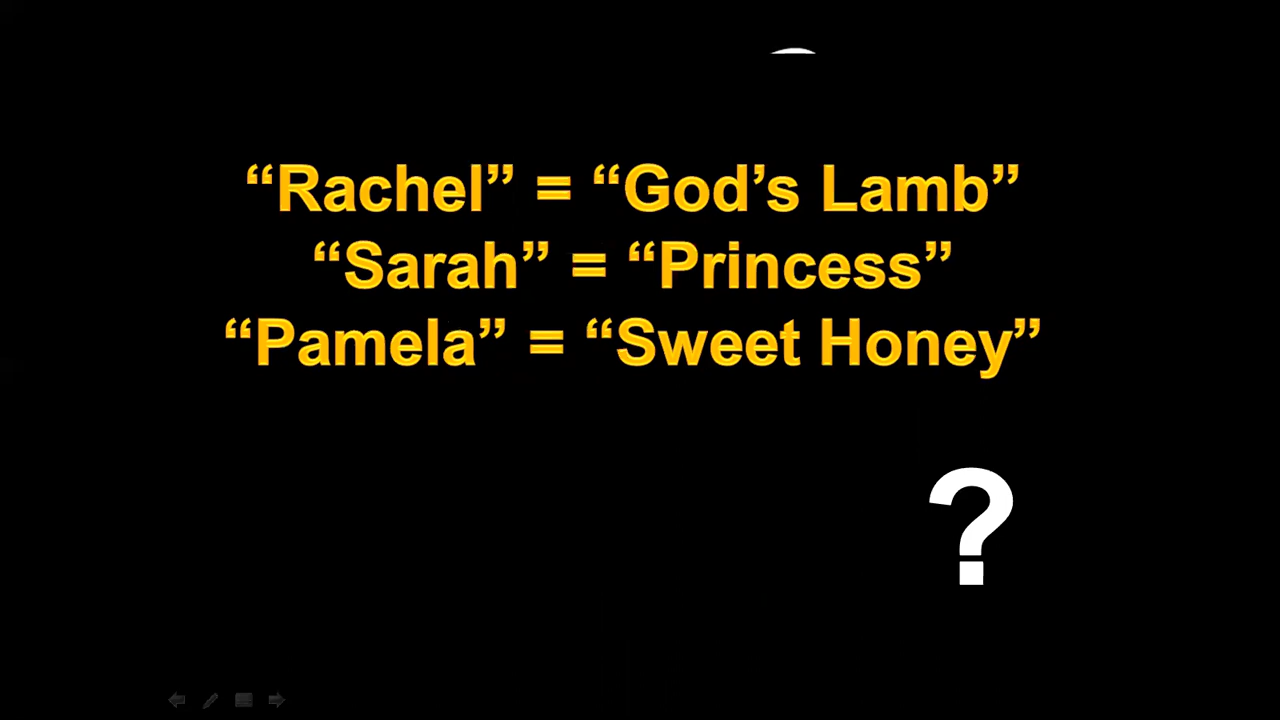 “Rachel” = “God’s Lamb”
“Sarah” = “Princess”
“Pamela” = “Sweet Honey”
?